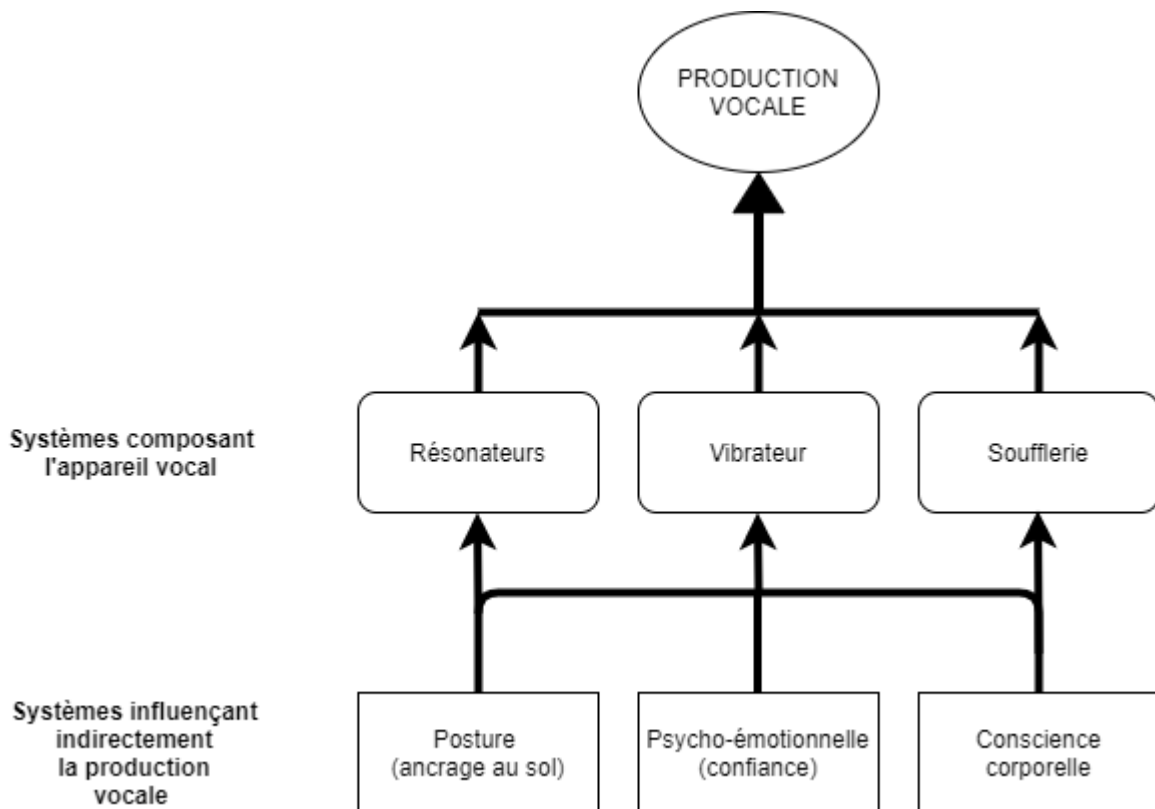 PRODUCTION
VOCALE
Systèmes composant
l'appareil vocal
Résonateurs
Vibrateur
Soufflerie
Systèmes influençant
indirectement
la production
vocale
Posture
(ancrage au sol)
Psycho-émotionnelle
(confiance)
Conscience
corporelle